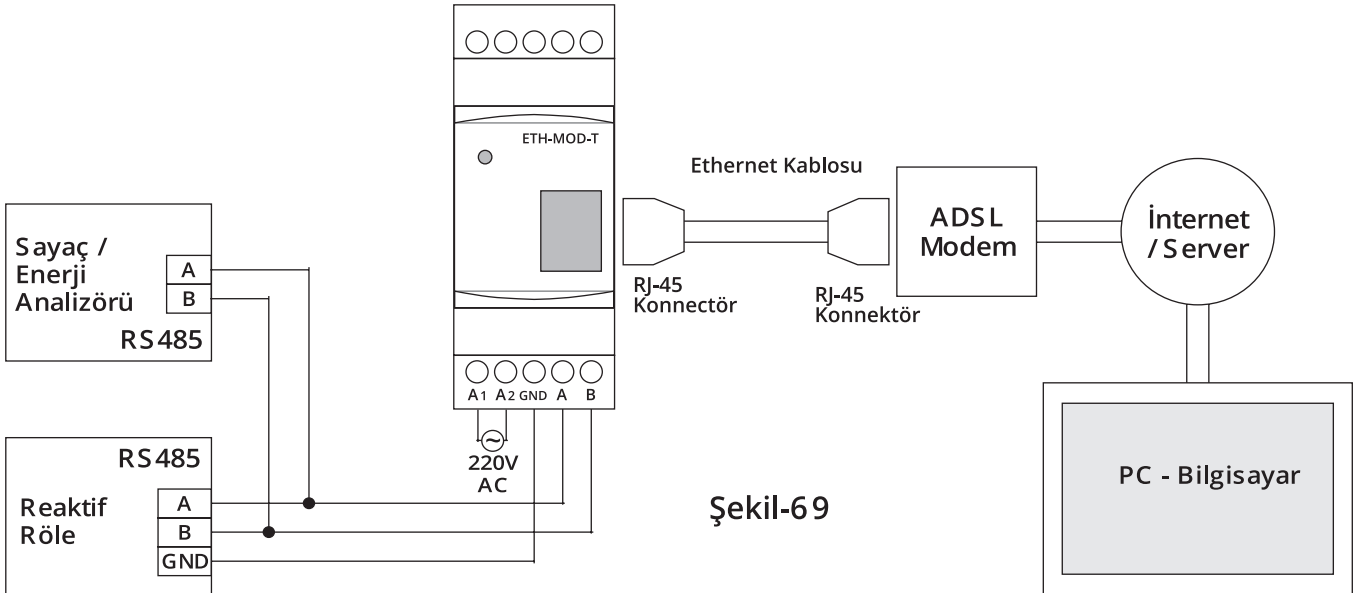 ETH-MOD-T
Ethernet Kablosu
RJ-45
Konnectör
RJ-45
Konnektör
ADSL
Modem
İnternet
/ Server
PC - Bilgisayar
Sayaç /
Enerji
Analizörü
A
B
RS485
RS485
Reaktif
Röle
A
B
GND
A1 A2 GND A B
220V
AC
Şekil-69